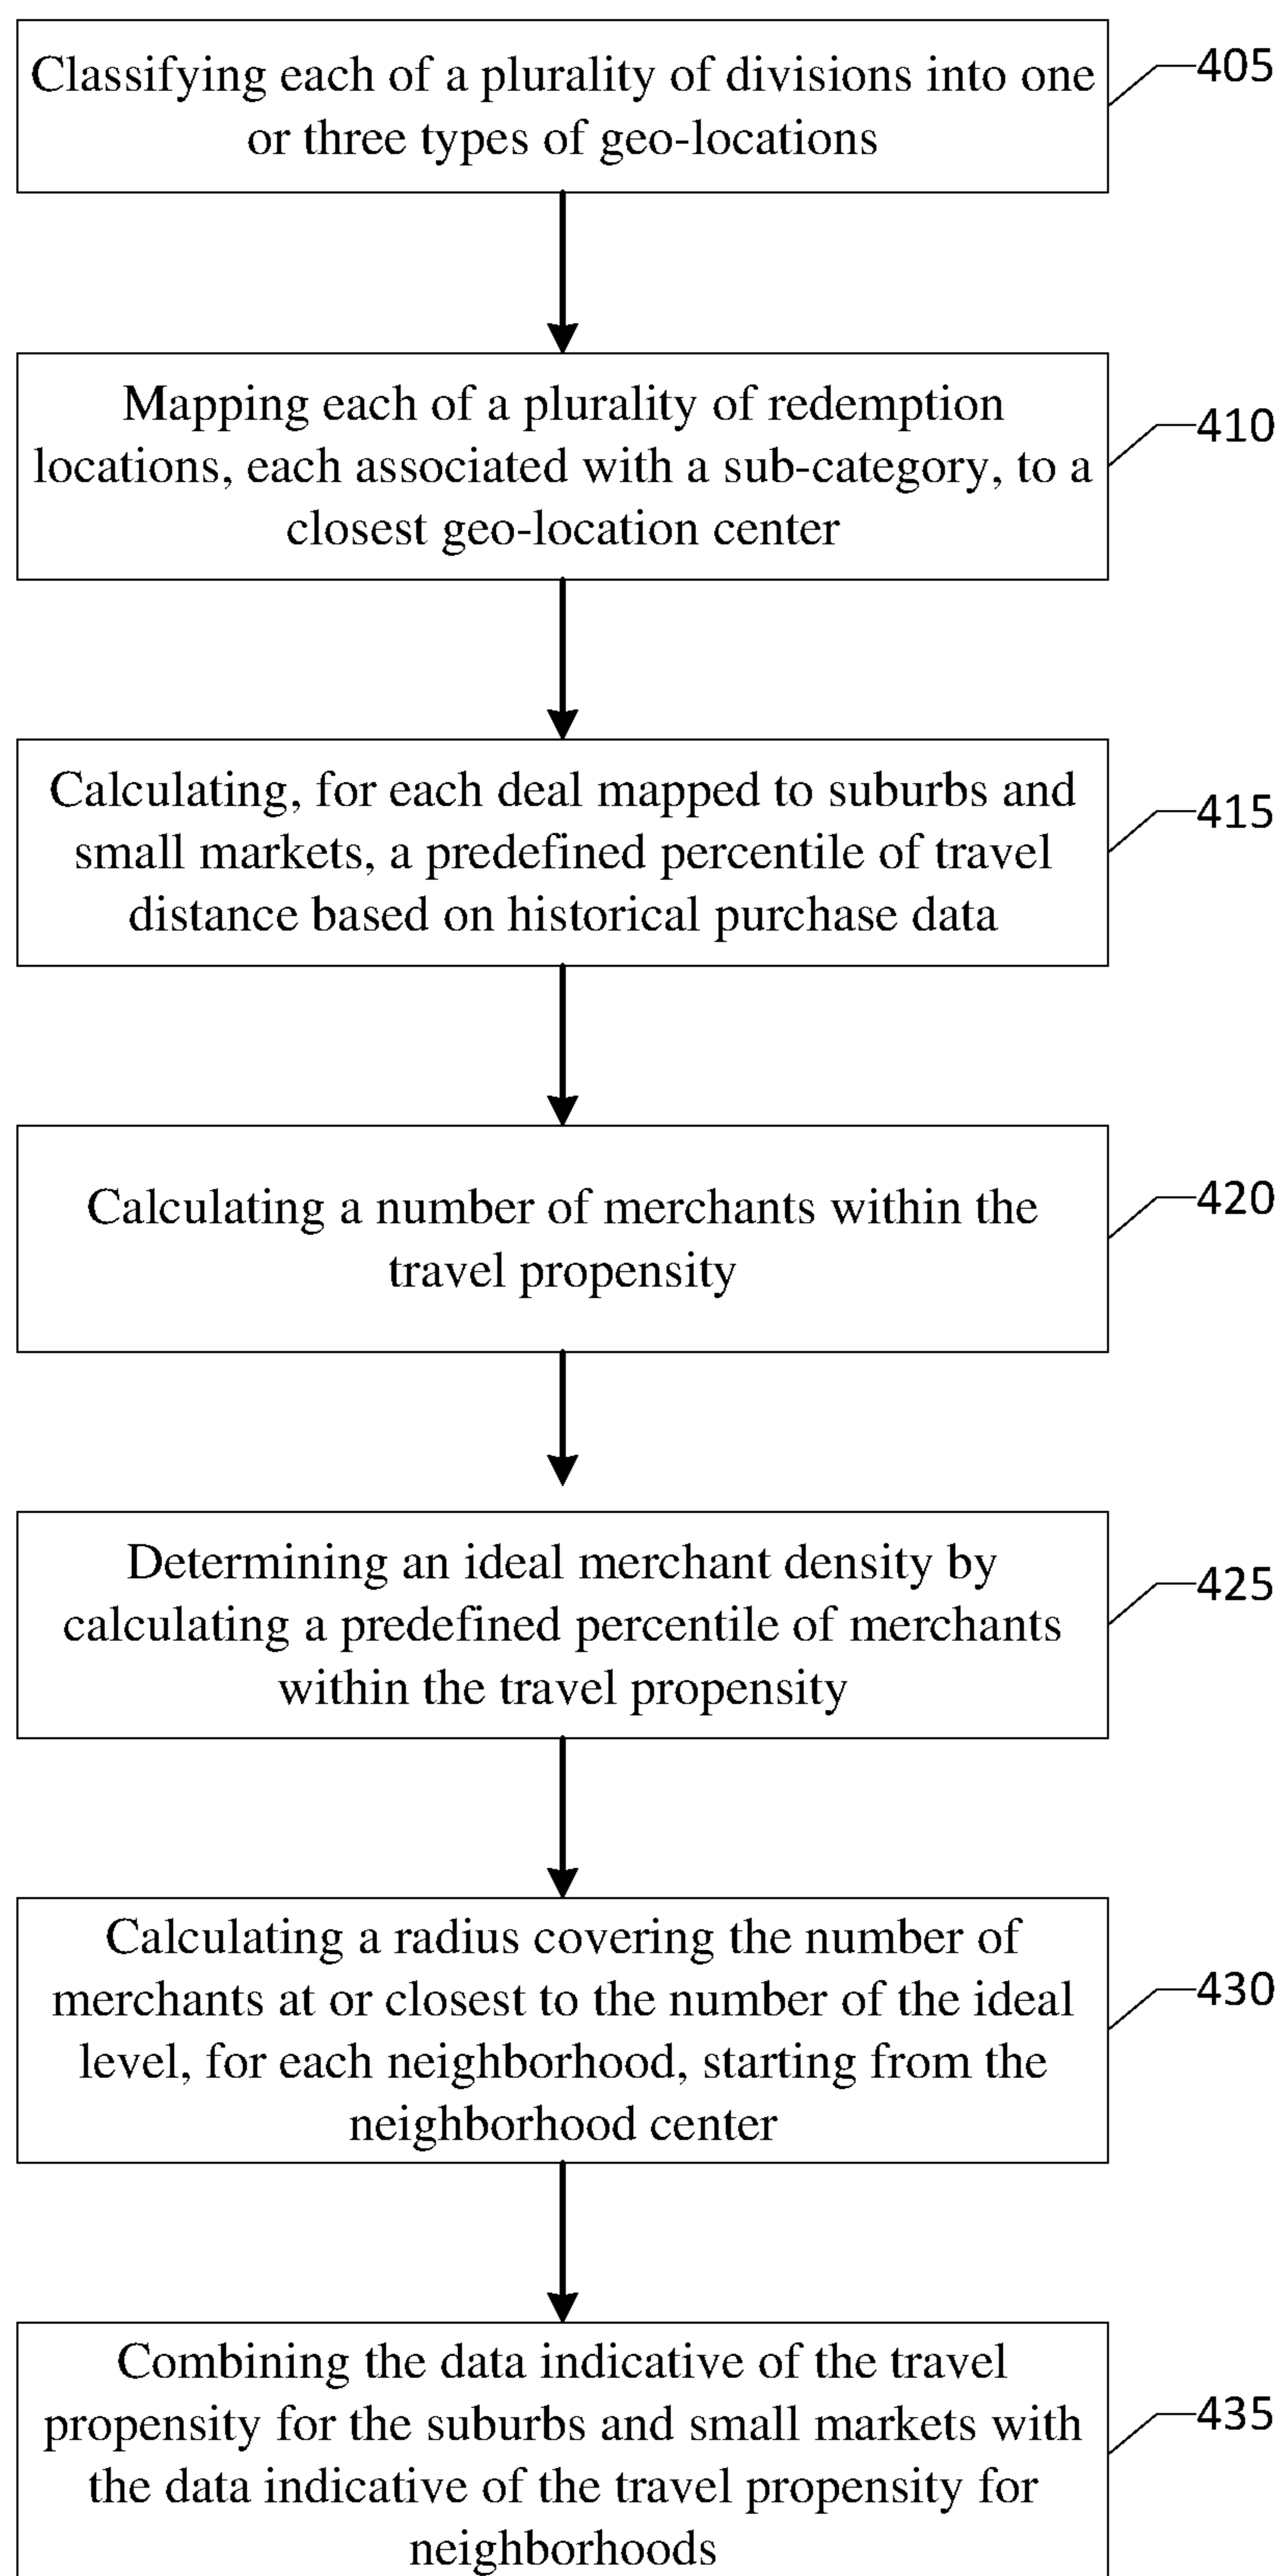 Classifying each of a plurality of divisions into one
or three types of geo-locations
405
Mapping each of a plurality of redemption
locations, each associated with a sub-category, to a
closest geo-location center
410
Calculating, for each deal mapped to suburbs and
small markets, a predefined percentile of travel
distance based on historical purchase data
415
Calculating a number of merchants within the
travel propensity
420
Determining an ideal merchant density by
calculating a predefined percentile of merchants
within the travel propensity
425
Calculating a radius covering the number of
merchants at or closest to the number of the ideal
level, for each neighborhood, starting from the
neighborhood center
430
Combining the data indicative of the travel
propensity for the suburbs and small markets with
the data indicative of the travel propensity for
neighborhoods
435